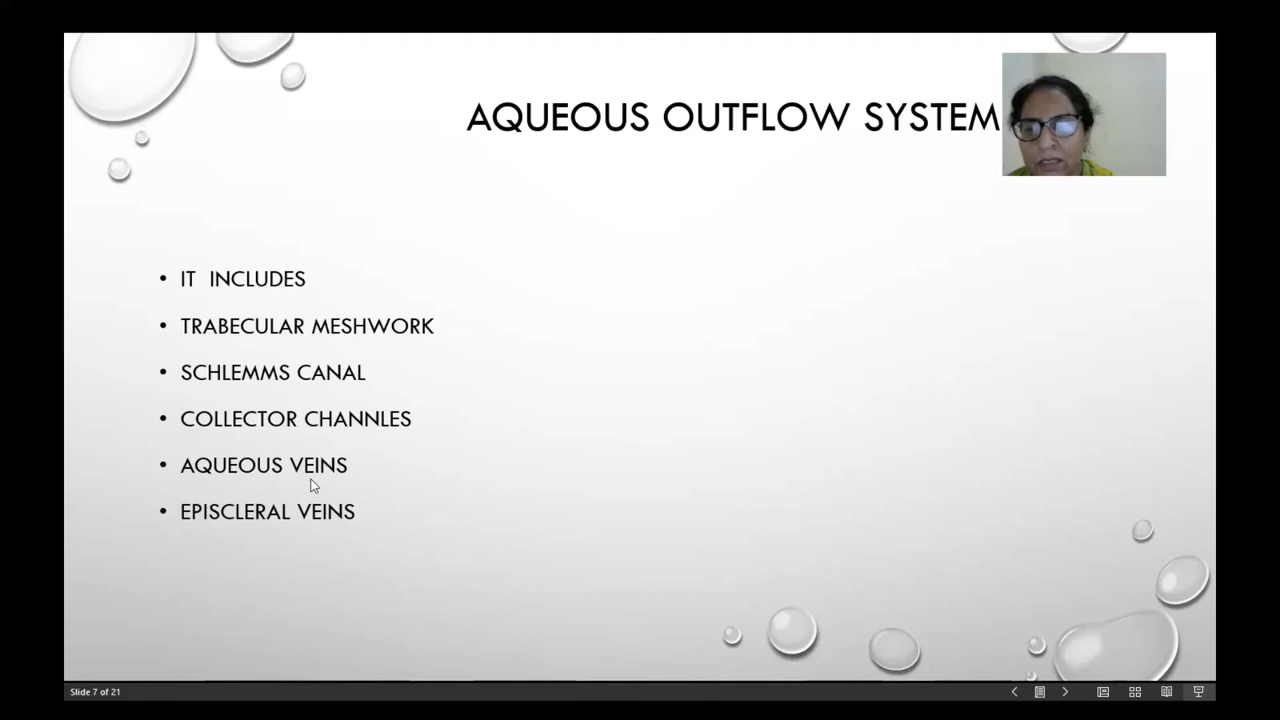 AQUEOUS OUTFLOW SYSTEM
• IT INCLUDES
• TRABECULAR MESHWORK
• SCHLEMMS CANAL
• COLLECTOR CHANNLES
• AQUEOUS VEINS
• EPISCLERAL VEINS
Slide 7 of 21